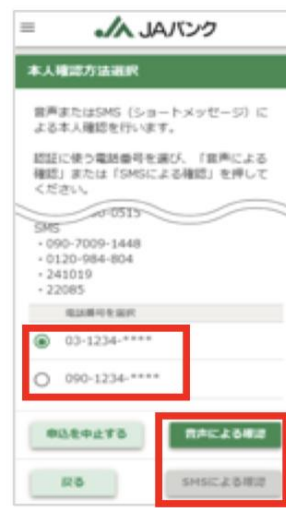 JAバンク
本人確認方法選択
音声またはSMS（ショートメッセージ）に
よる本人確認を行います。
認証に使う電話番号を選び、「音声による
確認」または「SMSによる確認」を押して
ください。
-0515
SMS
・090-7009-1448
・0120-984-804
・241019
・22085
電話番号を選択
03-1234-****
090-1234-****
申込を中止する
音声による確認
戻る
SMSによる確認